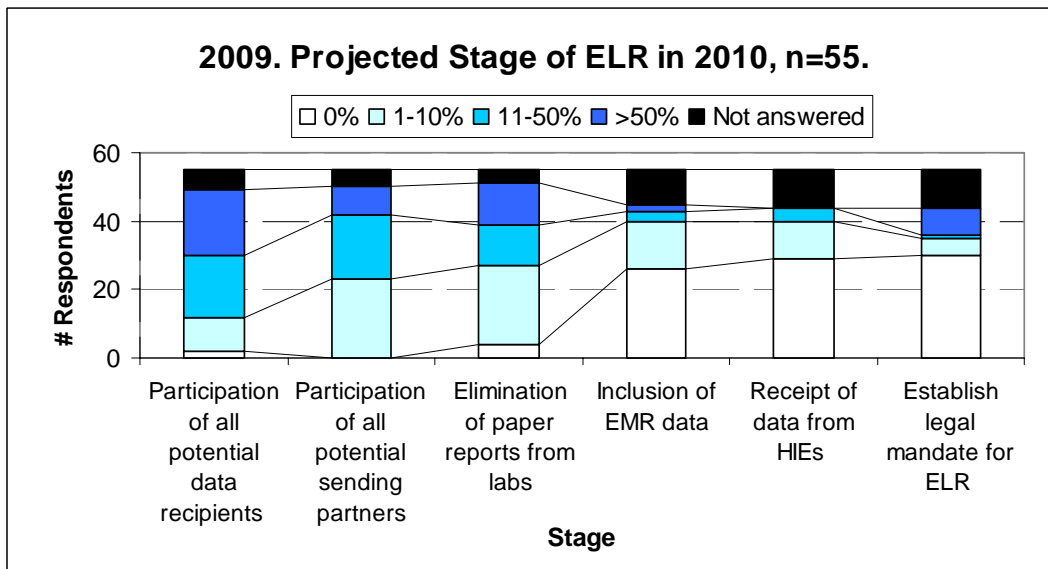 2009. Projected Stage of ELR in 2010, n=55.
0% 1-10% 11-50% >50% Not answered
# Respondents
60
40
20
0
Participation
of all
potential
data
recipients
Participation
of all
potential
sending
partners
Elimination
of paper
reports from
labs
Inclusion of
EMR data
Receipt of
data from
HIEs
Establish
legal
mandate for
ELR
Stage